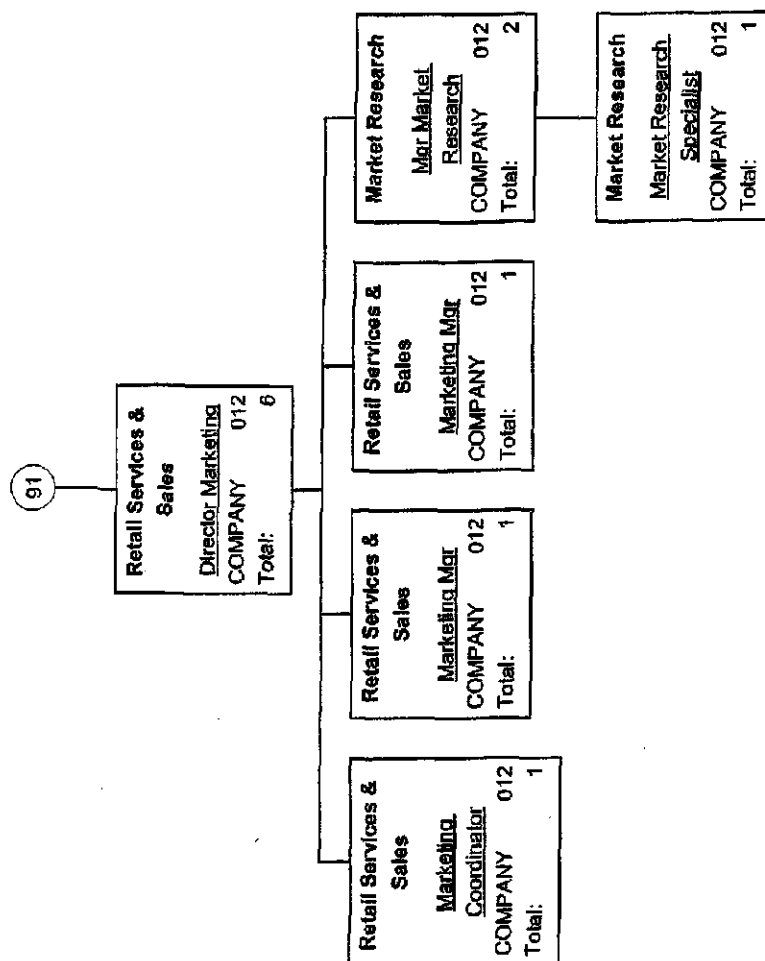 91
Retail Services &
Sales
Director Marketing
COMPANY 012
Total: 6
Retail Services &
Sales
Marketing
Coordinator
COMPANY 012
Total: 1
Retail Services &
Sales
Marketing Mgr
COMPANY 012
Total: 1
Retail Services &
Sales
Marketing Mgr
COMPANY 012
Total: 1
Market Research
Mgr Market
Research
COMPANY 012
Total: 2
Market Research
Market Research
Specialist
COMPANY 012
Total: 1